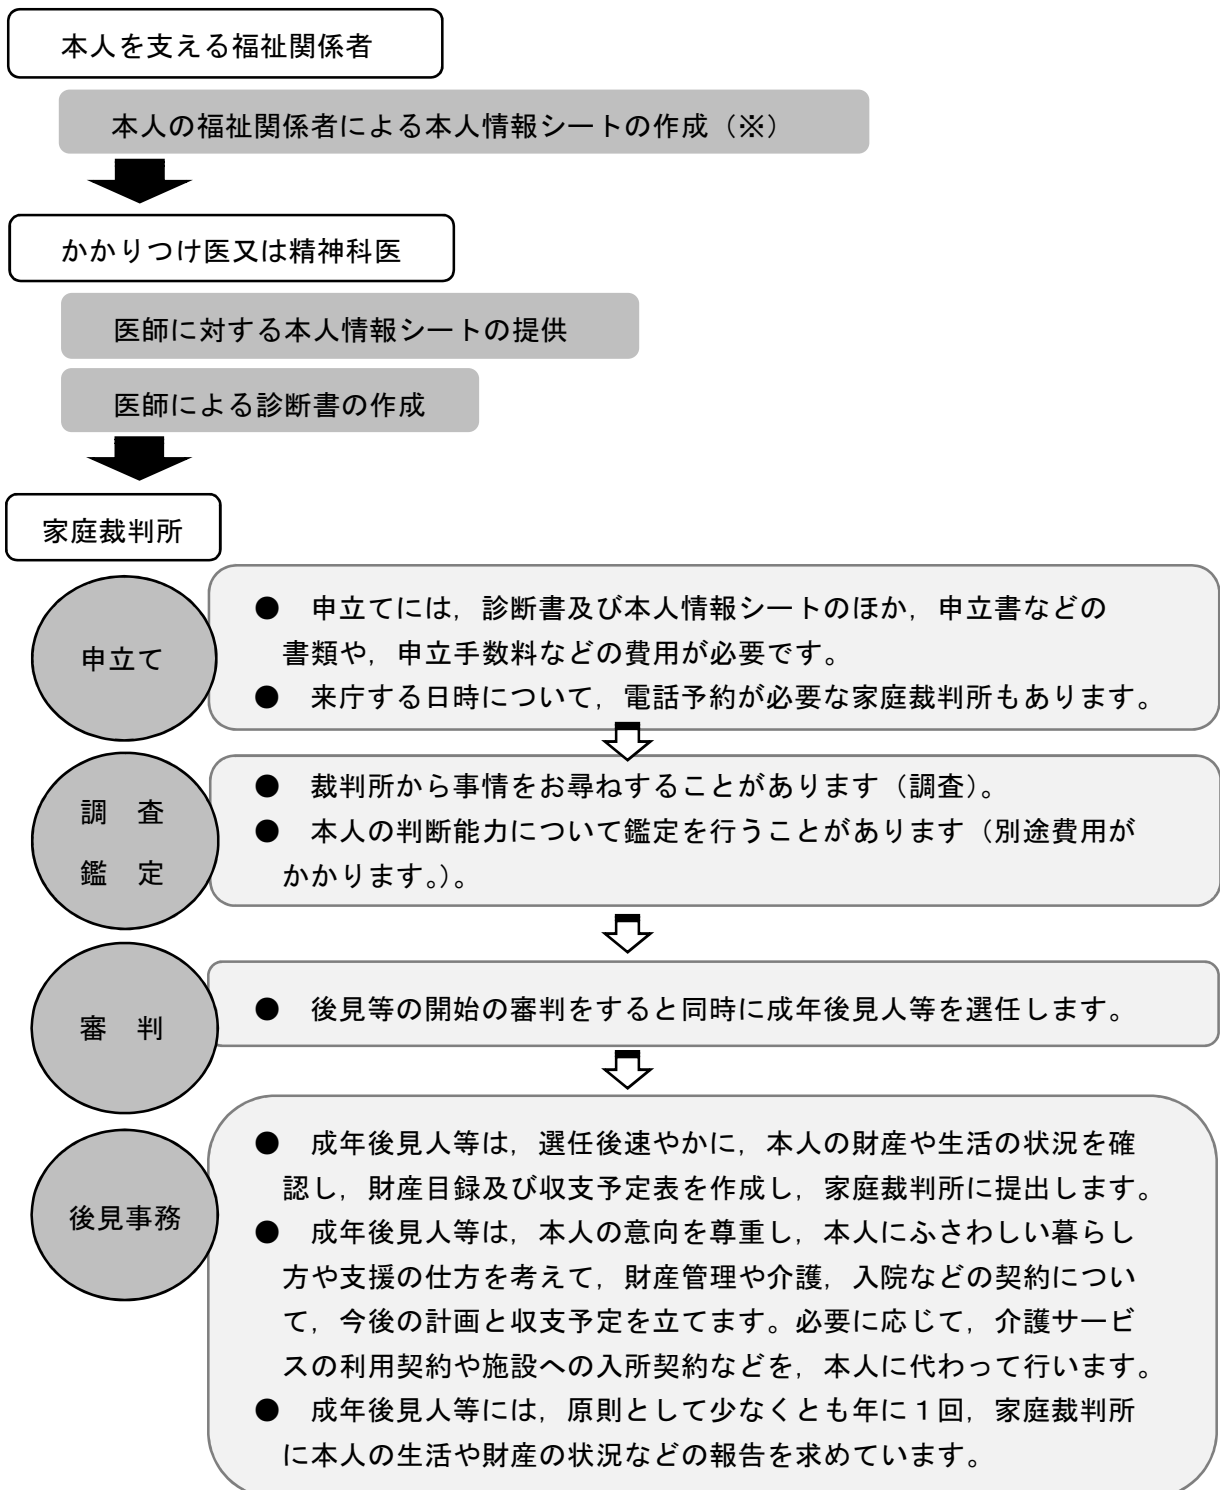 本人を支える福祉関係者
本人の福祉関係者による本人情報シートの作成（※）
かかりつけ医又は精神科医
医師に対する本人情報シートの提供
医師による診断書の作成
家庭裁判所
申立て
●　申立てには，診断書及び本人情報シートのほか，申立書などの
書類や，申立手数料などの費用が必要です。
●　来庁する日時について，電話予約が必要な家庭裁判所もあります。
調　査
鑑　定
●　裁判所から事情をお尋ねすることがあります（調査）。
●　本人の判断能力について鑑定を行うことがあります（別途費用が
かかります。）。
審　判
●　後見等の開始の審判をすると同時に成年後見人等を選任します。
後見事務
●　成年後見人等は，選任後速やかに，本人の財産や生活の状況を確
認し，財産目録及び収支予定表を作成し，家庭裁判所に提出します。
●　成年後見人等は，本人の意向を尊重し，本人にふさわしい暮らし
方や支援の仕方を考えて，財産管理や介護，入院などの契約につい
て，今後の計画と収支予定を立てます。必要に応じて，介護サービ
スの利用契約や施設への入所契約などを，本人に代わって行います。
●　成年後見人等には，原則として少なくとも年に１回，家庭裁判所
に本人の生活や財産の状況などの報告を求めています。